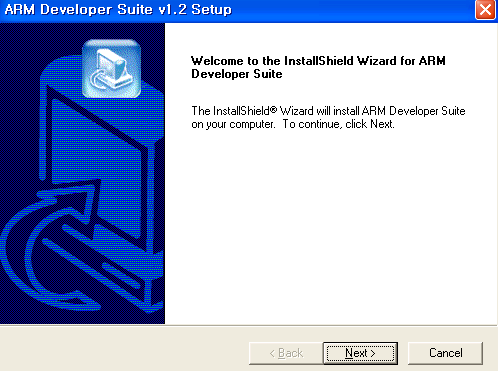 ARM Developer Suite v1.2 Setup
Welcome to the InstallShield Wizard for ARM
Developer Suite
The InstallShield® Wizard will install ARM Developer Suite
on your computer. To continue, click Next.
< Back
Next >
Cancel